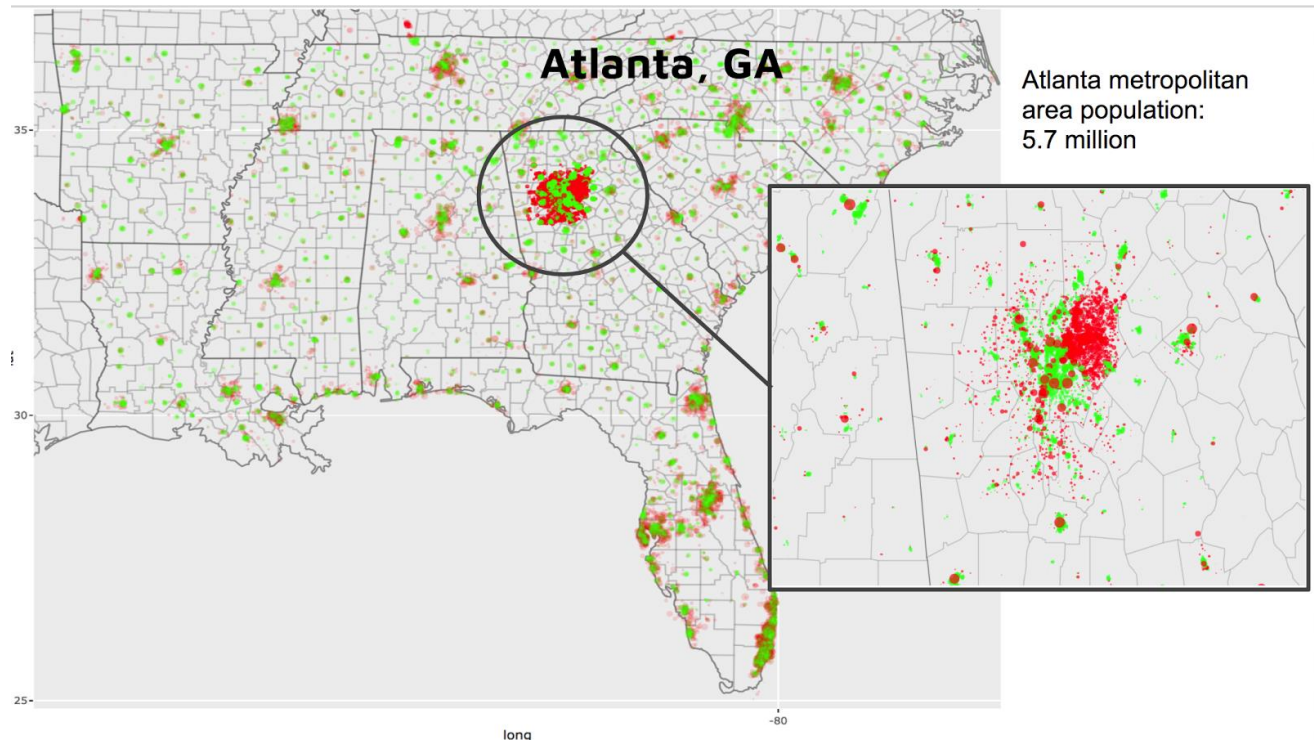 Atlanta, GA
Atlanta metropolitan
area population:
5.7 million
35-
30-
25-
-80
long